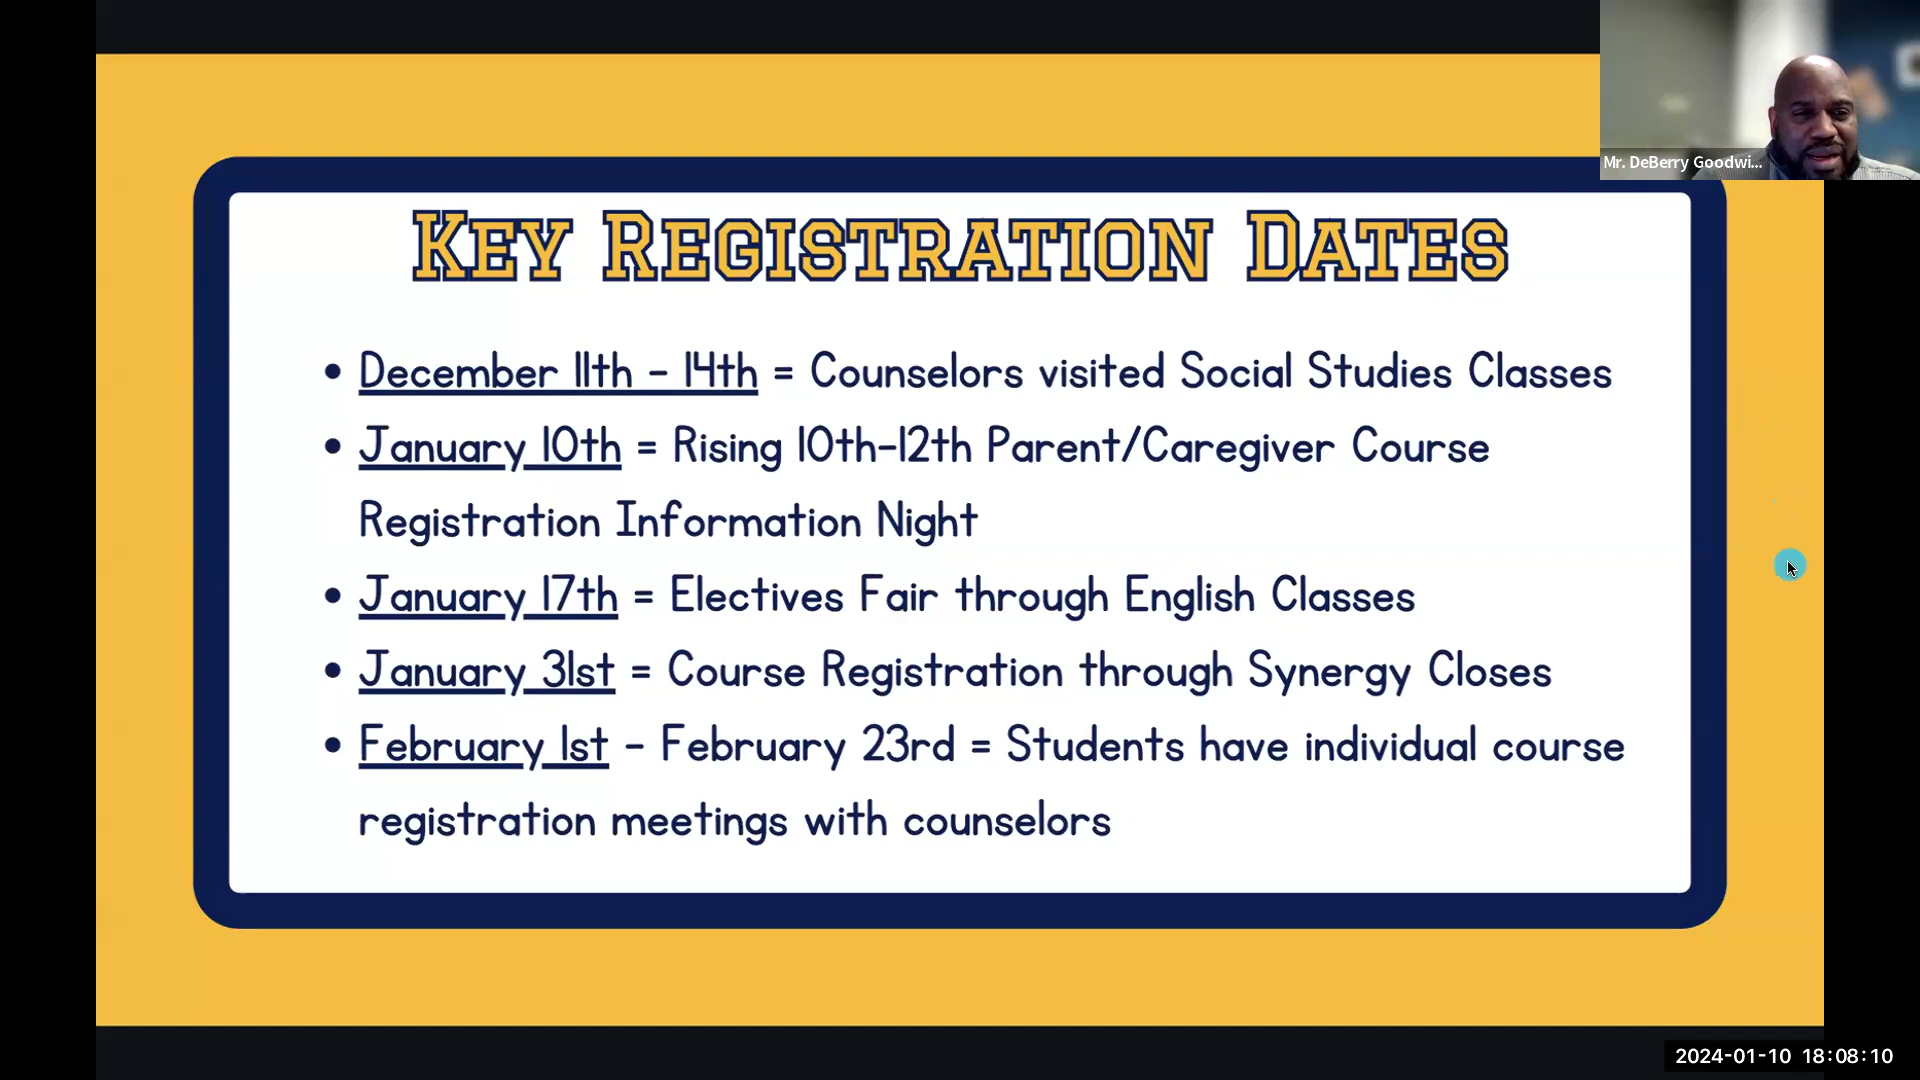 Mr. DeBerry Goodwi...
KEY REGISTRATION DATES
• December 11th - 14th = Counselors visited Social Studies Classes
• January 10th = Rising 10th-12th Parent/Caregiver Course
Registration Information Night
• January 17th = Electives Fair through English Classes
• January 31st = Course Registration through Synergy Closes
• February 1st - February 23rd = Students have individual course
registration meetings with counselors
2024-01-10 18:08:10